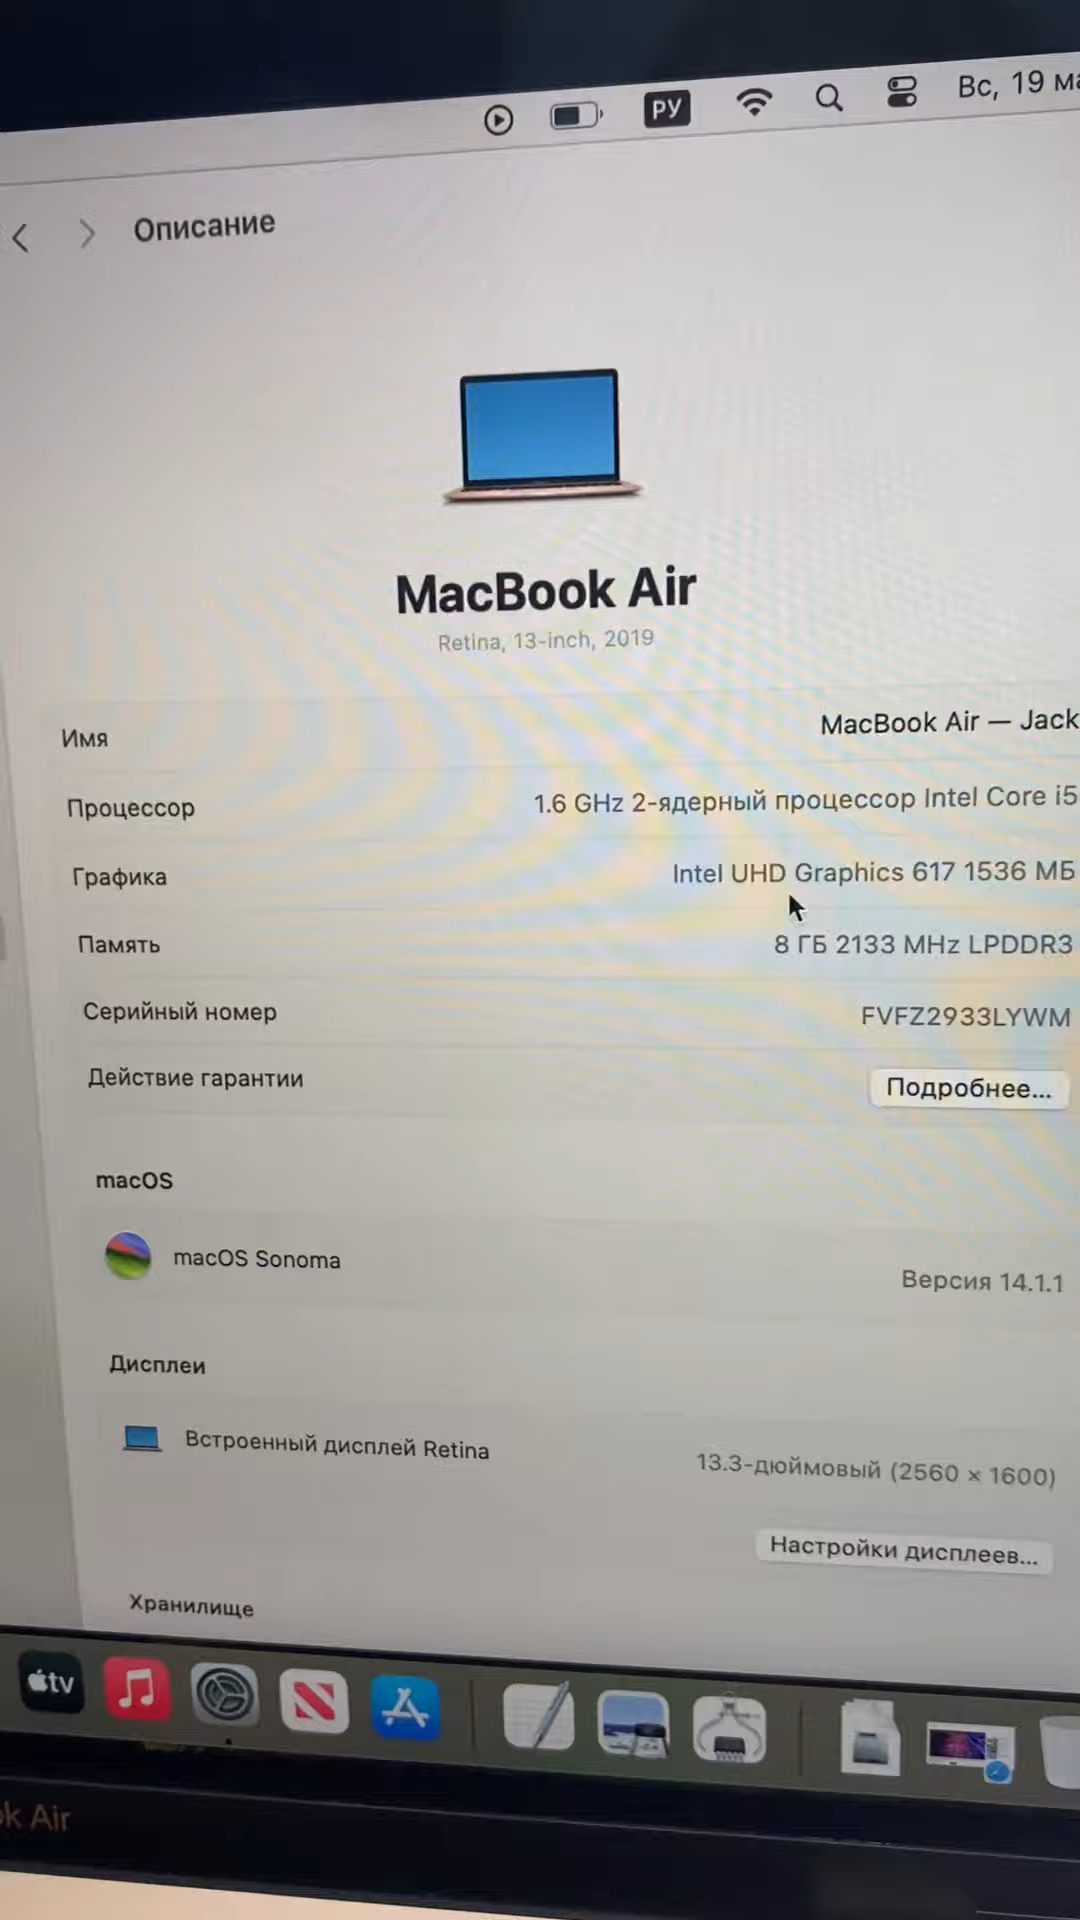 РУ
Вс, 19 ма
Описание
MacBook Air
Retina, 13-inch, 2019
Имя
MacBook Air — Jack
Процессор
1.6 GHz 2-ядерный процессор Intel Core i5
Графика
Intel UHD Graphics 617 1536 МБ
Память
8 ГБ 2133 MHz LPDDR3
Серийный номер
FVFZ2933LYWM
Действие гарантии
Подробнее...
macOS
macOS Sonoma
Версия 14.1.1
Дисплеи
Встроенный дисплей Retina
13.3-дюймовый (2560 × 1600)
Настройки дисплеев...
Хранилище
tv
ok Air